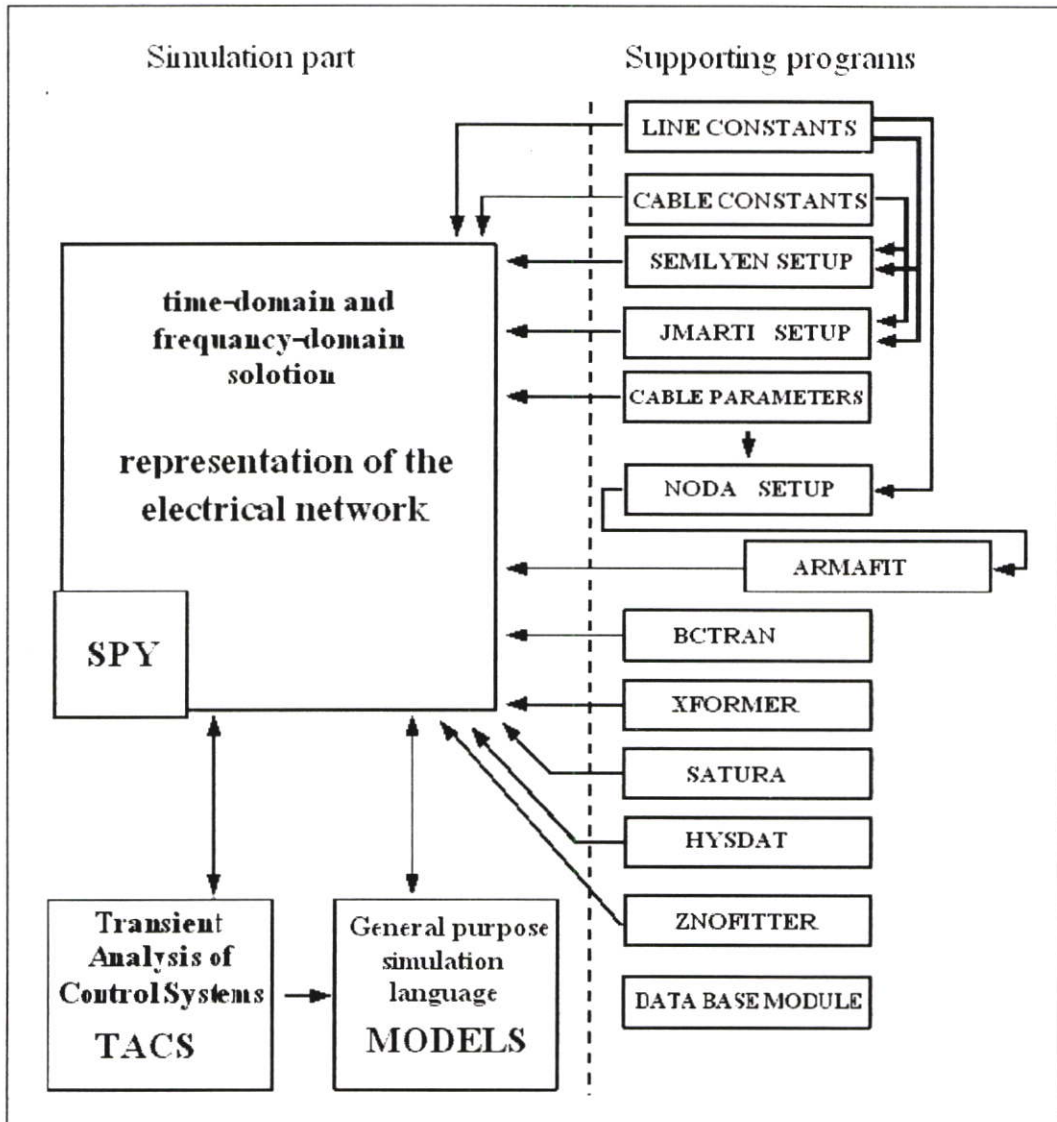 Simulation part
Supporting programs
LINE CONSTANTS
CABLE CONSTANTS
SEMLYEN SETUP
JMARTI SETUP
CABLE PARAMETERS
NODA SETUP
ARMAFIT
BCTRAN
XFORMER
SATURA
HYSDAT
ZNOFITTER
DATA BASE MODULE
time-domain and
frequancy-domain
solotion
representation of the
electrical network
SPY
Transient
Analysis of
Control Systems
TACS
General purpose
simulation
language
MODELS